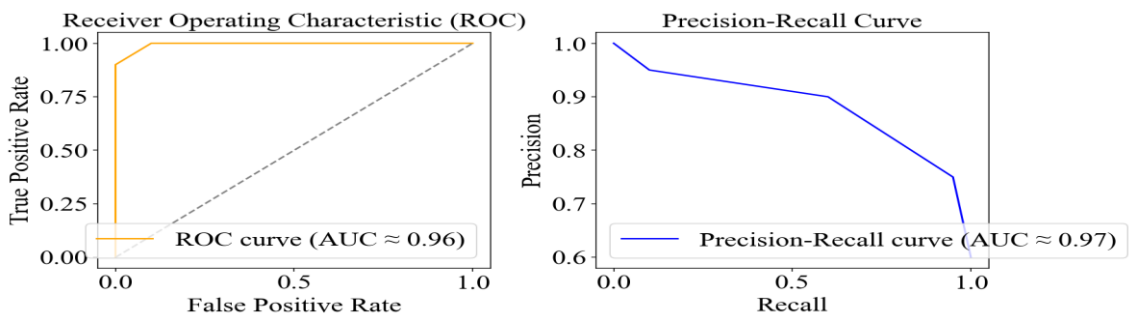 Receiver Operating Characteristic (ROC)
True Positive Rate
1.00
0.75
0.50
0.25
0.00
ROC curve (AUC ≈ 0.96)
0.0 0.5 1.0
False Positive Rate
Precision-Recall Curve
Precision
1.0
0.9
0.8
0.7
0.6
Precision-Recall curve (AUC ≈ 0.97)
0.0 0.5 1.0
Recall